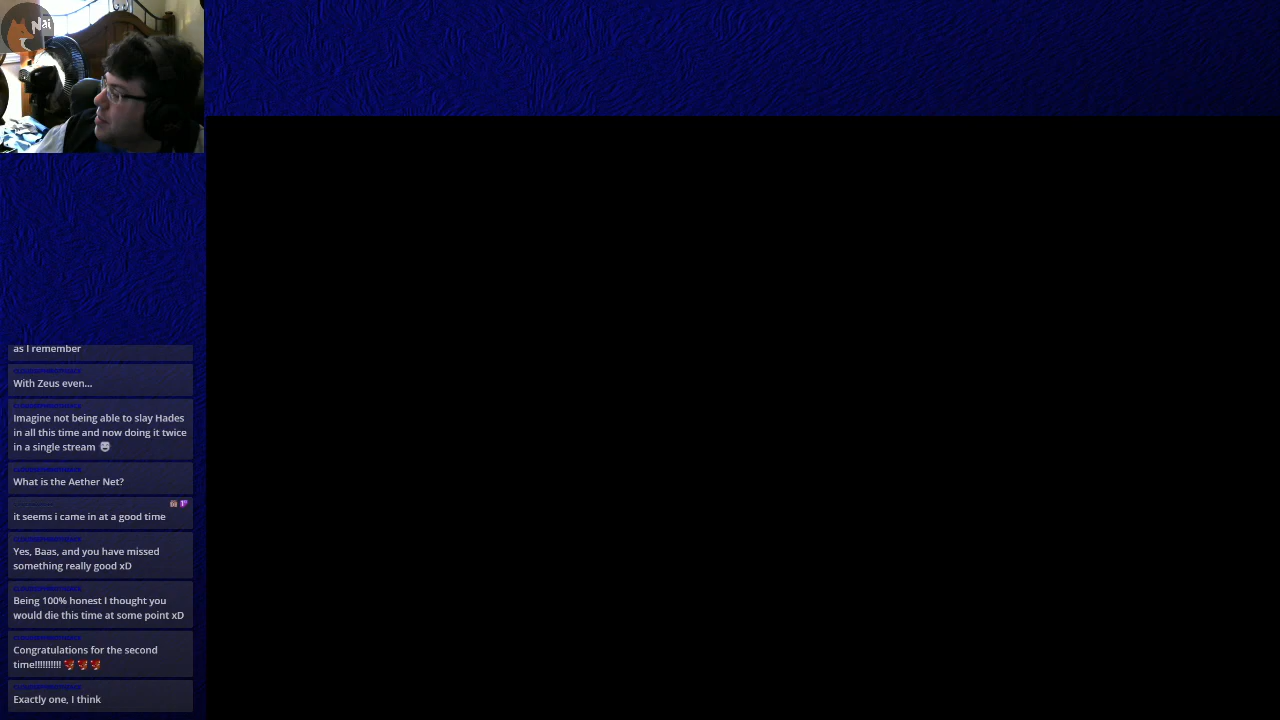 Nai
as I remember
With Zeus even...
Imagine not being able to slay Hades
in all this time and now doing it twice
in a single stream
What is the Aether Net?
it seems i came in at a good time
Yes, Baas, and you have missed
something really good xD
Being 100% honest I thought you
would die this time at some point xD
Congratulations for the second
time!!!!!!!!!!
Exactly one, I think